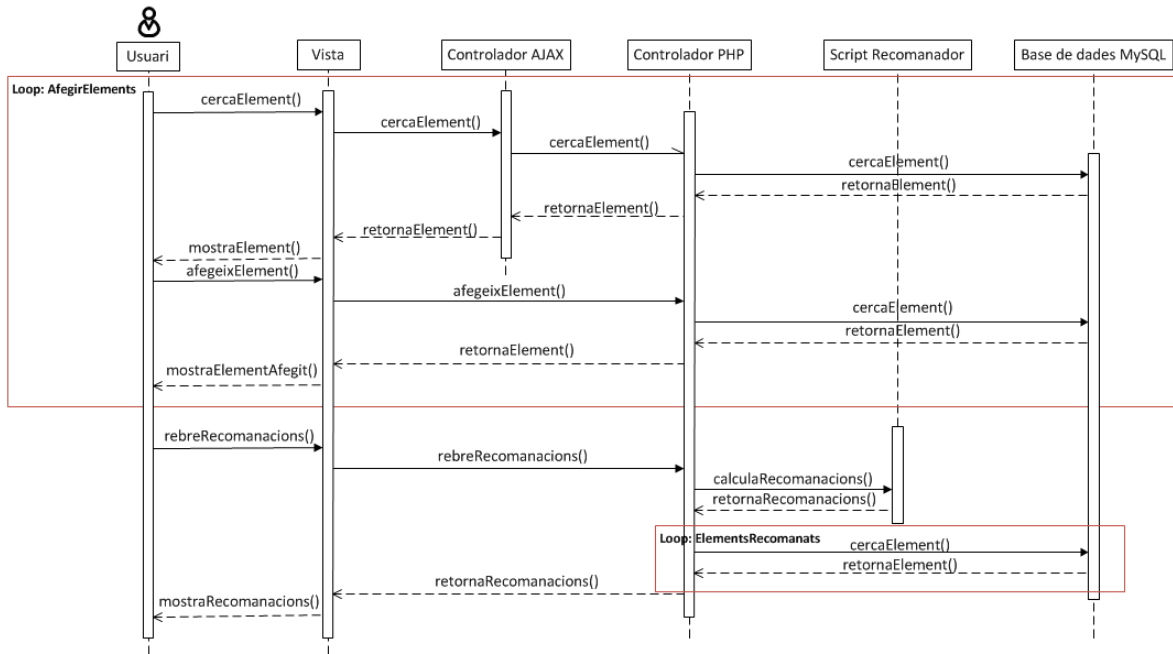 Usuari
Vista
Controlador AJAX
Controlador PHP
Script Recomanador
Base de dades MySQL
Loop: AfegirElements
cercaElement()
cercaElement()
cercaElement()
cercaElement()
retornaElement()
retornaElement()
retornaElement()
mostraElement()
afegeixElement()
afegeixElement()
cercaElement()
retornaElement()
retornaElement()
mostraElementAfegit()
rebreRecomanacions()
rebreRecomanacions()
calculaRecomanacions()
retornaRecomanacions()
Loop: ElementsRecomanats
cercaElement()
retornaElement()
retornaRecomanacions()
mostraRecomanacions()